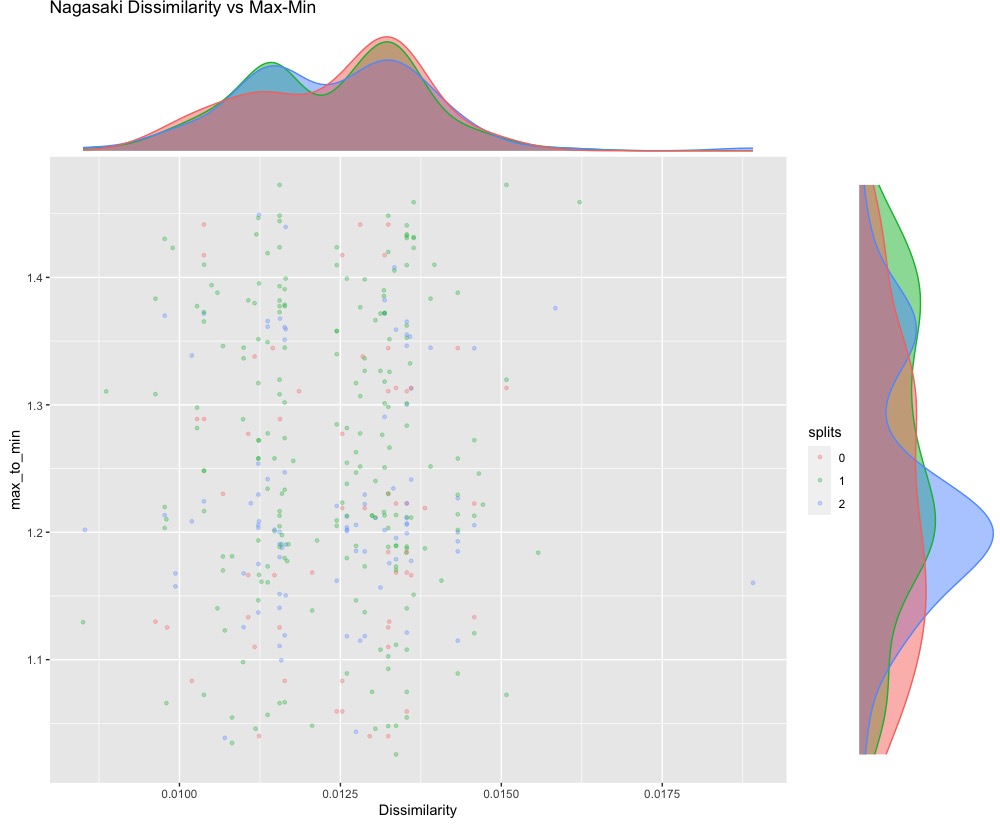 Nagasaki Dissimilarity vs Max-Min
1.4
1.3
1.2
1.1
max_to_min
0.0100 0.0125 0.0150 0.0175
Dissimilarity
splits
0
1
2